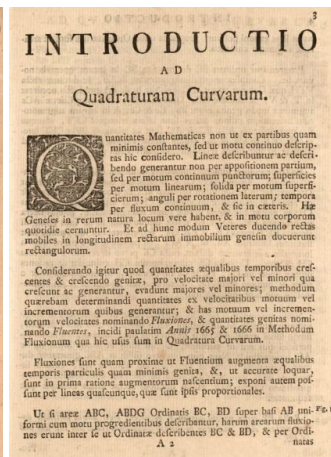 3
INTRODUCTIO
AD
Quadraturam Curvarum.
Quantitates Mathematicas non ut ex partibus quam
minimis constantes, sed ut motu continuo descrip-
tas hic considero. Lineæ describuntur ac descri-
bendo generantur non per appositionem partium,
sed per motum continuum punctorum; superficies
per motum linearum; solida per motum superfi-
cierum; anguli per rotationem laterum; tempora
per fluxum continuum, & sic in cæteris. Hæ
Geneses in rerum natura locum vere habent, & in motu corporum
quotidie cernuntur. Et ad hunc modum Veteres ducendo rectas
mobiles in longitudinem rectarum immobilium genesin docuerunt
rectangulorum.
Considerando igitur quod quantitates æqualibus temporibus cres-
centes & crescendo genitæ, pro velocitate majori vel minori qua
crescunt ac generantur, evadunt majores vel minores; methodum
quærebam determinandi quantitates ex velocitatibus motuum vel
incrementorum quibus generantur; & has motuum vel incremen-
torum velocitates nominando Fluxiones, & quantitates genitas nomi-
nando Fluentes, incidi paulatim Annis 1665 & 1666 in Methodum
Fluxionum qua hic usus sum in Quadratura Curvarum.
Fluxiones sunt quam proxime ut Fluentium augmenta æqualibus
temporis particulis quam minimis genita, &, ut accurate loquar,
sunt in prima ratione augmentorum nascentium; exponi autem pos-
sunt per lineas quascunque, quæ sunt ipsis proportionales.
Ut si areæ ABC, ABDG Ordinatis BC, BD super basi AB uni- Fig. 1
formi cum motu progredientibus describantur, harum arearum fluxio-
nes erunt inter se ut Ordinatæ describentes BC & BD, & per Ordi-
A 2 natas